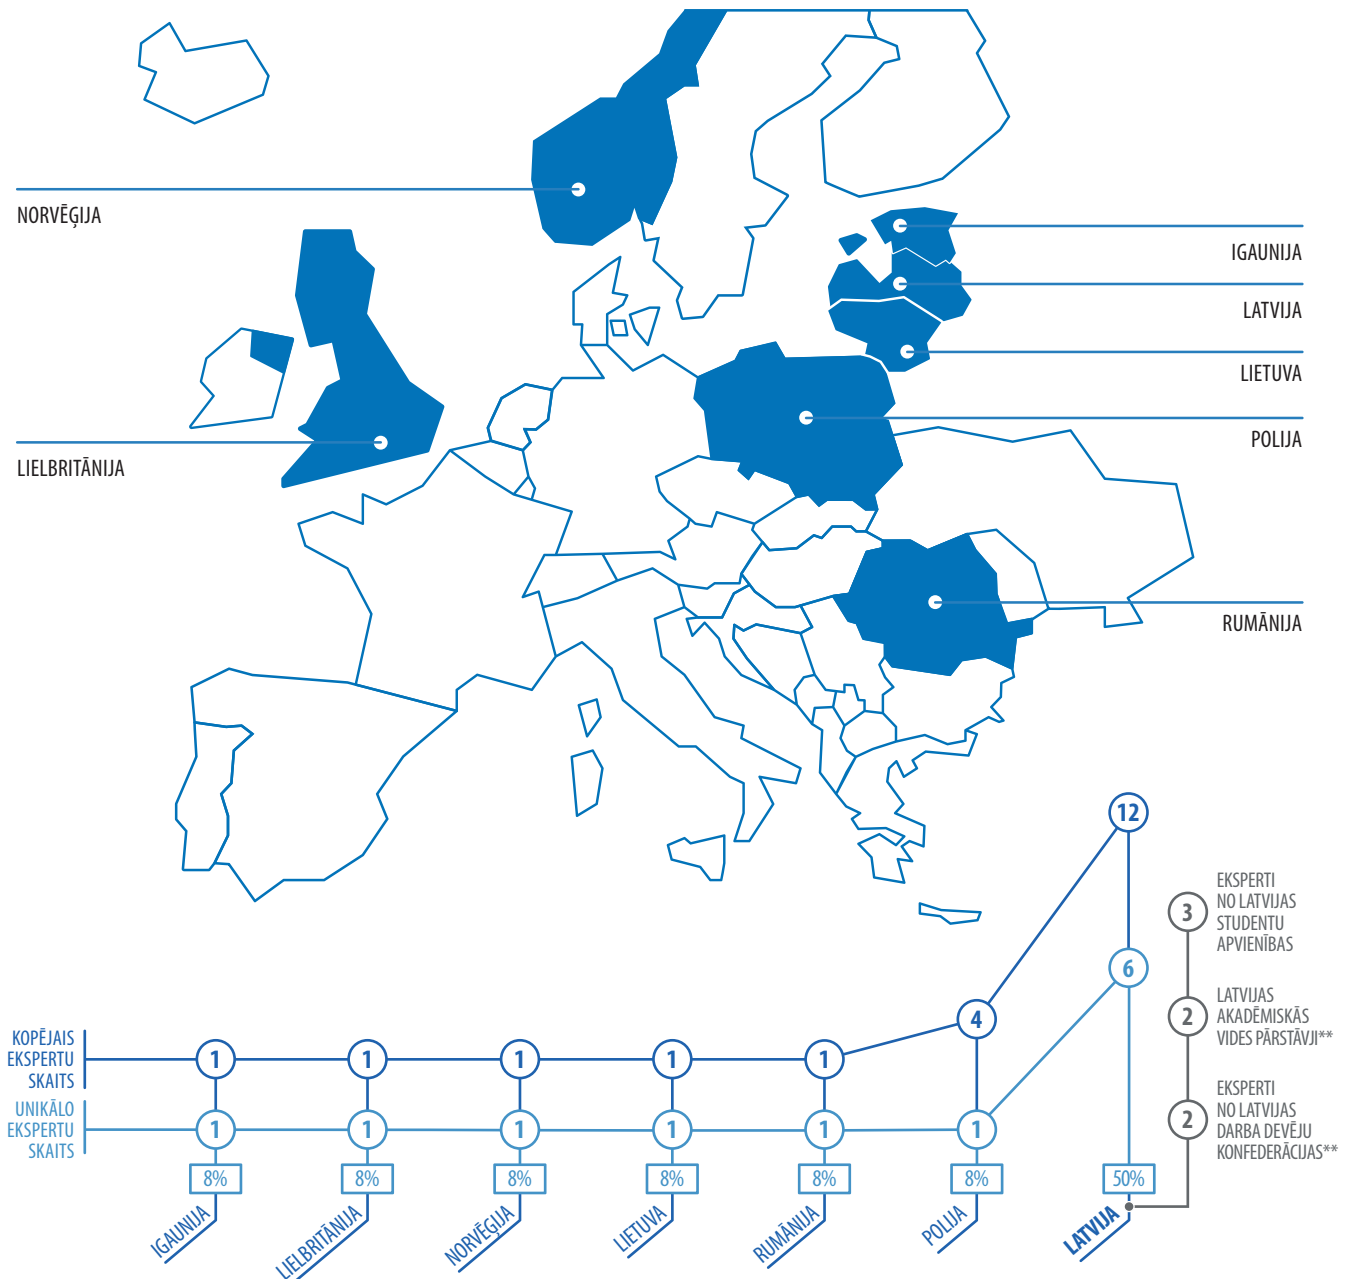 NORVĒĢIJA
IGAUNIJA
LATVIJA
LIETUVA
LIELBRITĀNIJA
POLIJA
RUMĀNIJA
12
3
EKSPERTI
NO LATVIJAS
STUDENTU
APVIENĪBAS
6
2
LATVIJAS
AKADĒMISKĀS
VIDES PĀRSTĀVJI**
2
EKSPERTI
NO LATVIJAS
DARBA DEVĒJU
KONFEDERĀCIJAS**
KOPĒJAIS
EKSPERTU
SKAITS
1 1 1 1 1 4
UNIKĀLO
EKSPERTU
SKAITS
1 1 1 1 1 1
8% 8% 8% 8% 8% 8% 50%
IGAUNIJA
LIELBRITĀNIJA
NORVĒĢIJA
LIETUVA
RUMĀNIJA
POLIJA
LATVIJA